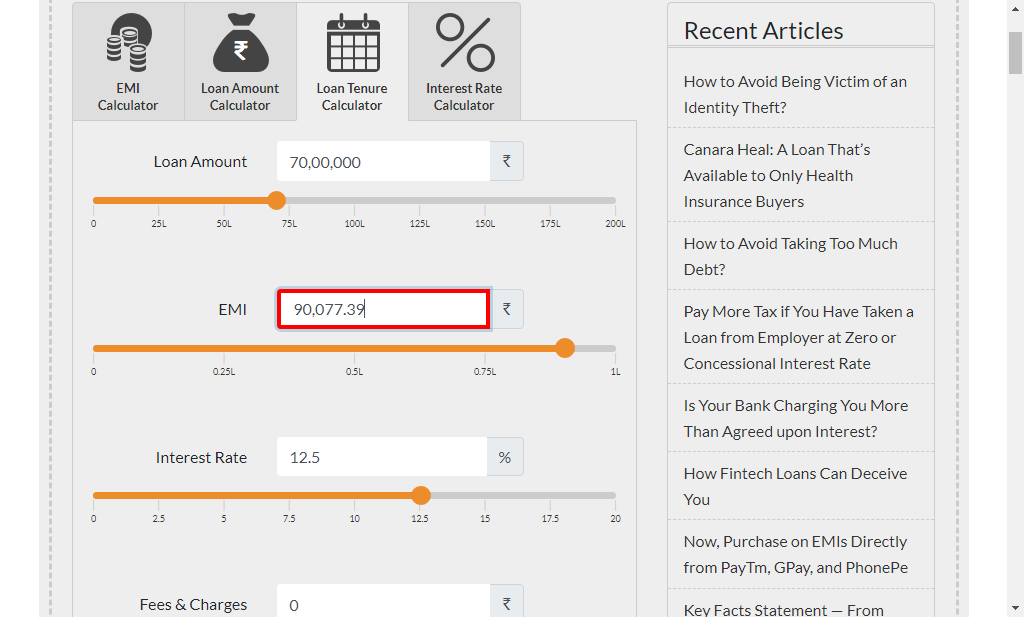 EMI
Calculator
₹
Loan Amount
Calculator
Loan Tenure
Calculator
%
Interest Rate
Calculator
Loan Amount 70,00,000 ₹
0 25L 50L 75L 100L 125L 150L 175L 200L
EMI 90,077.39 ₹
0 0.25L 0.5L 0.75L 1L
Interest Rate 12.5 %
0 2.5 5 7.5 10 12.5 15 17.5 20
Fees & Charges 0 ₹
Recent Articles
How to Avoid Being Victim of an
Identity Theft?
Canara Heal: A Loan That's
Available to Only Health
Insurance Buyers
How to Avoid Taking Too Much
Debt?
Pay More Tax if You Have Taken a
Loan from Employer at Zero or
Concessional Interest Rate
Is Your Bank Charging You More
Than Agreed upon Interest?
How Fintech Loans Can Deceive
You
Now, Purchase on EMIs Directly
from PayTm, GPay, and PhonePe
Key Facts Statement — From